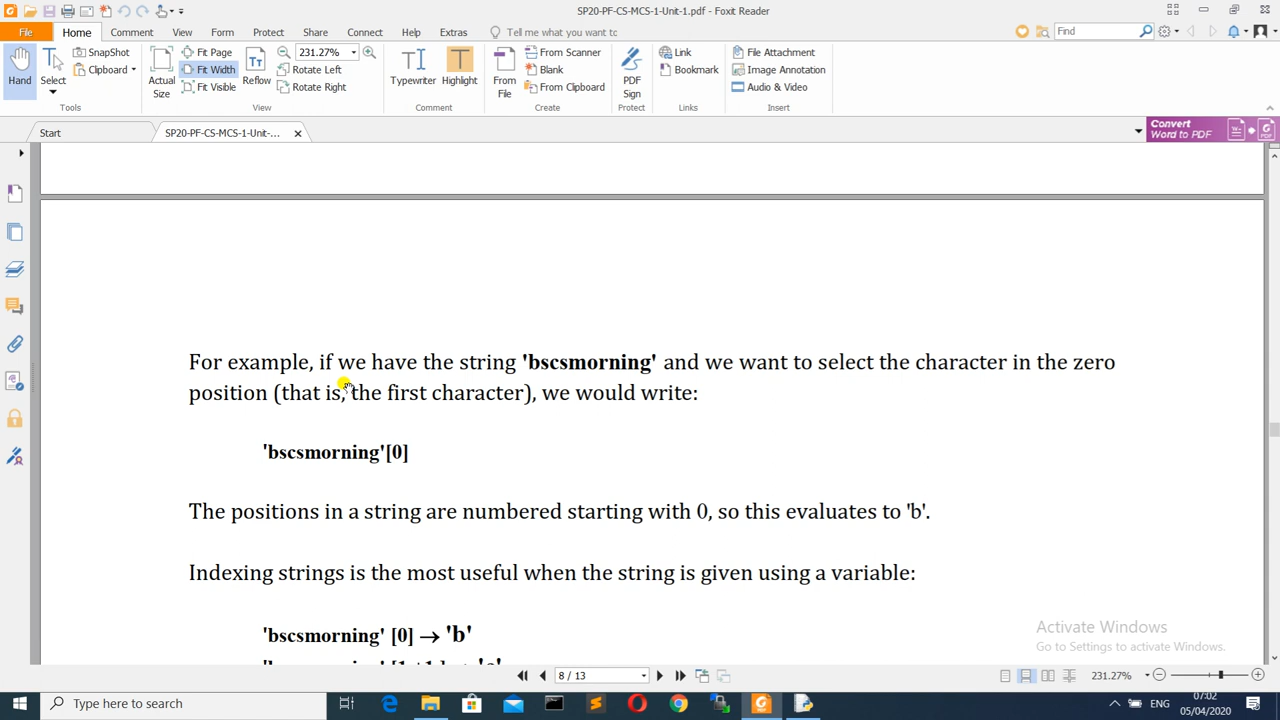 SP20-PF-CS-MCS-1-Unit-1.pdf - Foxit Reader
File Home Comment View Form Protect Share Connect Help Extras Tell me what you want tc Find
Hand
Select
SnapShot
Clipboard
Tools
Actual Size
Fit Page
Fit Width
Fit Visible
Reflow
231.27%
Rotate Left
Rotate Right
View
Typewriter
Highlight
Comment
From File
From Scanner
Blank
From Clipboard
Create
PDF Sign
Protect
Link
Bookmark
Links
File Attachment
Image Annotation
Audio & Video
Insert
Start SP20-PF-CS-MCS-1-Unit-...
Convert
Word to PDF
For example, if we have the string 'bscsmorning' and we want to select the character in the zero
position (that is, the first character), we would write:
'bscsmorning'[0]
The positions in a string are numbered starting with 0, so this evaluates to 'b'.
Indexing strings is the most useful when the string is given using a variable:
'bscsmorning' [0] → 'b'
Activate Windows
Go to Settings to activate Windows.
8 / 13
231.27%
Type here to search
ENG
07:02
05/04/2020